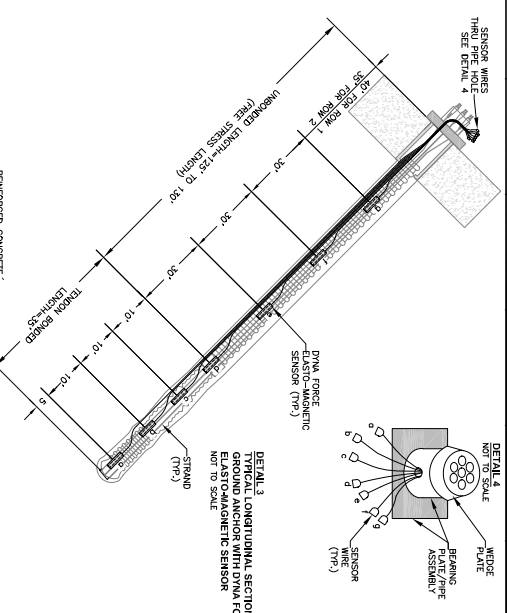 SENSOR WIRES
THRU PIPE HOLE
SEE DETAIL 4
40' FOR ROW 1
35' FOR ROW 2
UNBONDED LENGTH=125' TO 130'
(FREE STRESS LENGTH)
30'
30'
30'
10'
10'
10'
5
TENDON BONDED
LENGTH=35'
g
f
e
d
c
b
a
DYNA FORCE
ELASTO-MAGNETIC
SENSOR (TYP.)
STRAND
(TYP.)
DETAIL 3
TYPICAL LONGITUDINAL SECTION
GROUND ANCHOR WITH DYNA FO
ELASTO-MAGNETIC SENSOR
NOT TO SCALE
DETAIL 4
NOT TO SCALE
WEDGE
PLATE
BEARING
PLATE/PIPE
ASSEMBLY
SENSOR
WIRE
(TYP.)
a
b
c
d
e
f
g